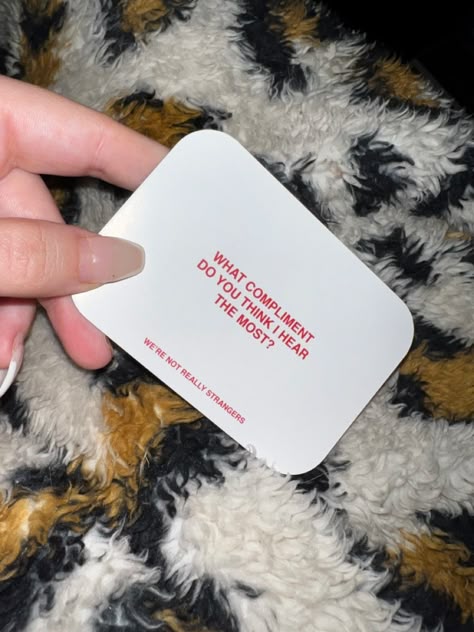 WHAT COMPLIMENT
DO YOU THINK I HEAR
THE MOST?
WE'RE NOT REALLY STRANGERS